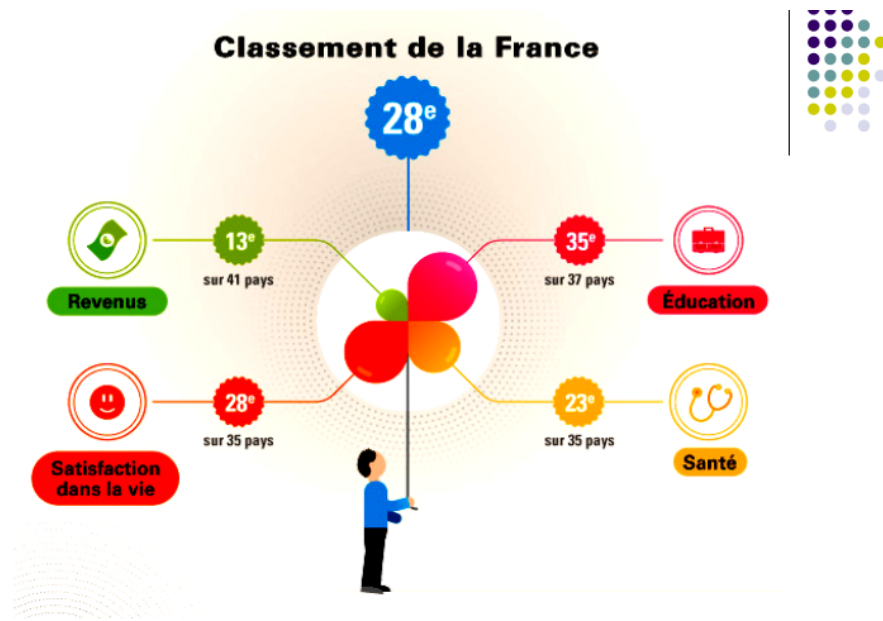 Classement de la France
28e
13e
sur 41 pays
Revenus
35e
sur 37 pays
Éducation
28e
sur 35 pays
Satisfaction
dans la vie
23e
sur 35 pays
Santé